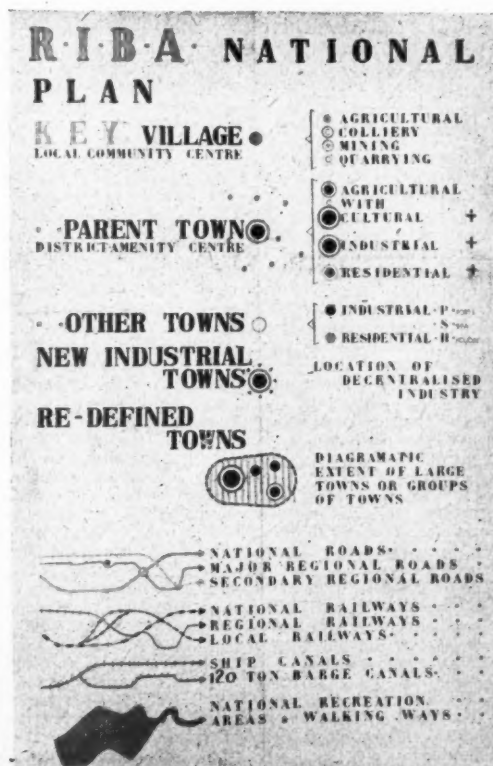 R·I·B·A· NATIONAL
PLAN
KEY VILLAGE
LOCAL COMMUNITY CENTRE
AGRICULTURAL
COLLIERY
MINING
QUARRYING
PARENT TOWN
DISTRICT AMENITY CENTRE
AGRICULTURAL
WITH
CULTURAL +
INDUSTRIAL +
RESIDENTIAL +
OTHER TOWNS
INDUSTRIAL·P
S
RESIDENTIAL·H
NEW INDUSTRIAL
TOWNS
LOCATION OF
DECENTRALISED
INDUSTRY
RE-DEFINED
TOWNS
DIAGRAMATIC
EXTENT OF LARGE
TOWNS OR GROUPS
OF TOWNS
NATIONAL ROADS
MAJOR REGIONAL ROADS
SECONDARY REGIONAL ROADS
NATIONAL RAILWAYS
REGIONAL RAILWAYS
LOCAL RAILWAYS
SHIP CANALS
120 TON BARGE CANALS
NATIONAL RECREATION
AREAS & WALKING WAYS